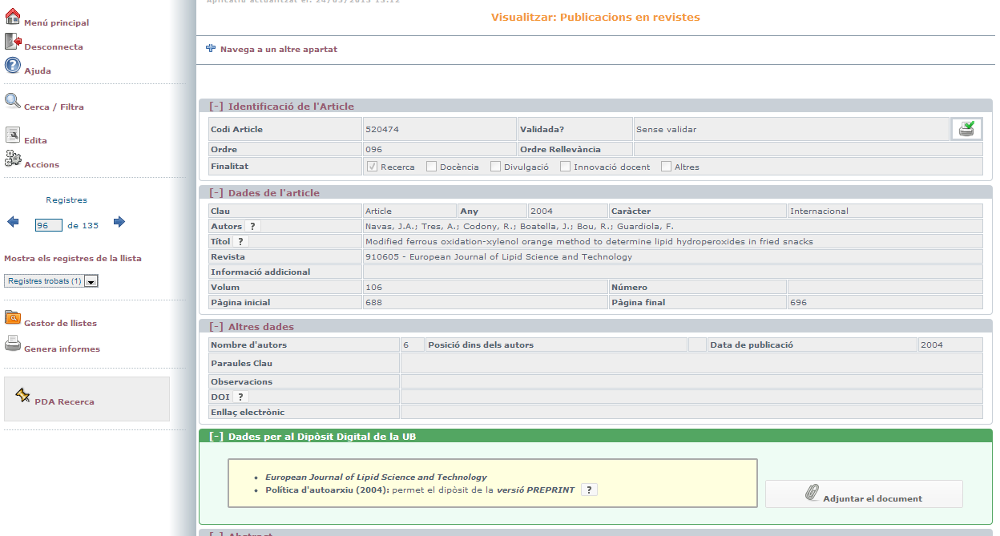 Aplicatiu actualitzat el: 24/05/2013 13:12
Menú principal
Desconnecta
Ajuda
Cerca / Filtra
Edita
Accions
Registres
96 de 135
Mostra els registres de la llista
Registres trobats (1)
Gestor de llistes
Genera informes
PDA Recerca
Visualitzar: Publicacions en revistes
Navega a un altre apartat
[-] Identificació de l'Article
Codi Article 520474 Validada? Sense validar
Ordre 096 Ordre Rellevància
Finalitat Recerca Docència Divulgació Innovació docent Altres
[-] Dades de l'article
Clau Article Any 2004 Caràcter Internacional
Autors ? Navas, J.A.; Tres, A.; Codony, R.; Boatella, J.; Bou, R.; Guardiola, F.
Títol ? Modified ferrous oxidation-xylenol orange method to determine lipid hydroperoxides in fried snacks
Revista 910605 - European Journal of Lipid Science and Technology
Informació addicional
Volum 106 Número
Pàgina inicial 688 Pàgina final 696
[-] Altres dades
Nombre d'autors 6 Posició dins dels autors Data de publicació 2004
Paraules Clau
Observacions
DOI ?
Enllaç electrònic
[-] Dades per al Dipòsit Digital de la UB
• European Journal of Lipid Science and Technology
• Política d'autoarxiu (2004): permet el dipòsit de la versió PREPRINT ?
Adjuntar el document
[-] Abstract